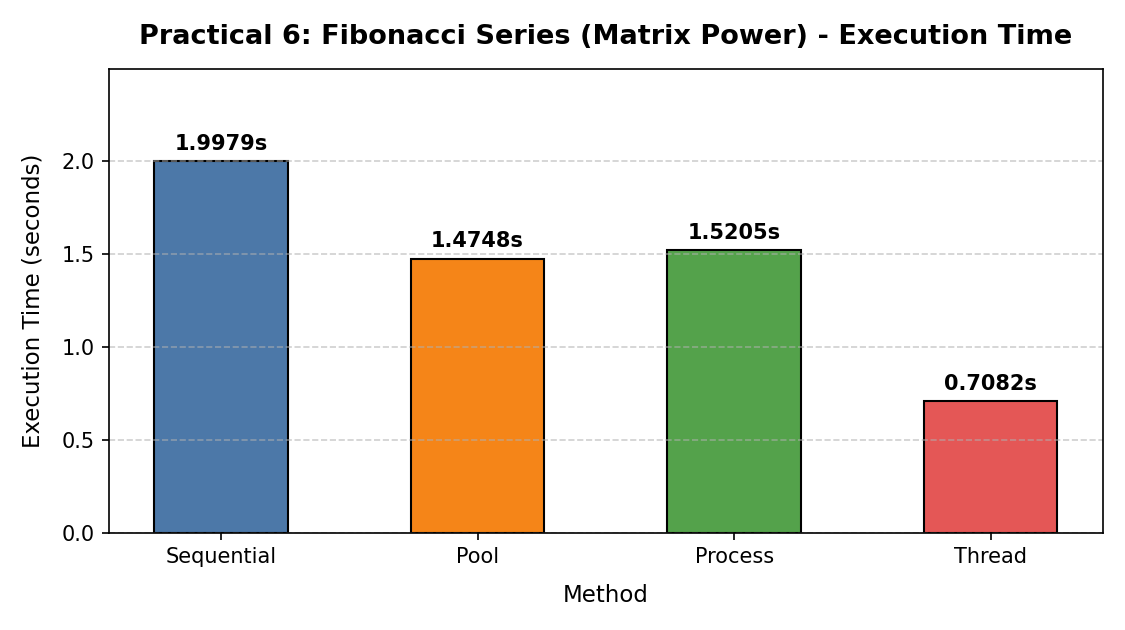 Practical 6: Fibonacci Series (Matrix Power) - Execution Time
Execution Time (seconds)
2.0
1.5
1.0
0.5
0.0
1.9979s
1.4748s
1.5205s
0.7082s
Sequential
Pool
Process
Thread
Method